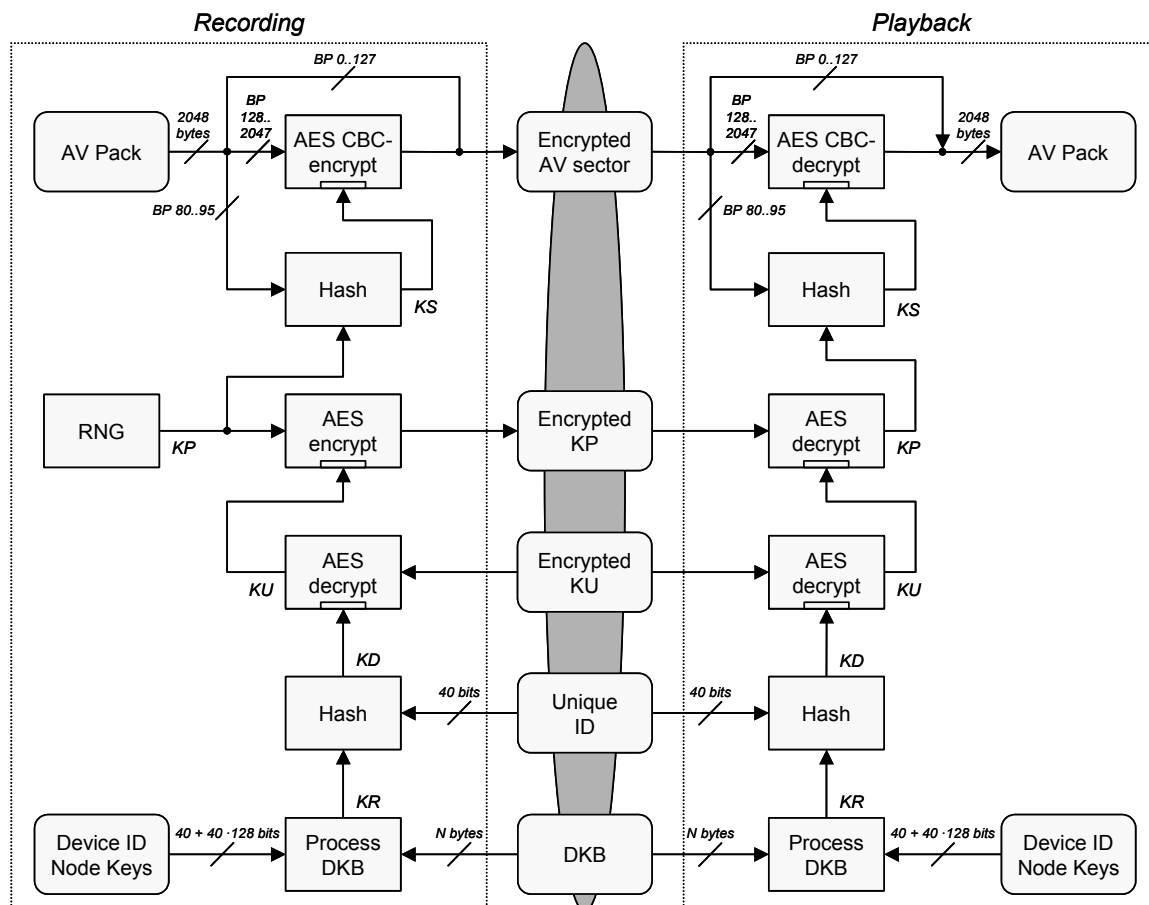 Recording
Playback
BP 0..127
BP 0..127
2048
bytes
BP
128..
2047
AV Pack
AES CBC-
encrypt
Encrypted
AV sector
BP
128..
2047
AES CBC-
decrypt
2048
bytes
AV Pack
BP 80..95
BP 80..95
Hash
KS
Hash
KS
RNG
KP
AES
encrypt
Encrypted
KP
AES
decrypt
KP
KU
AES
decrypt
Encrypted
KU
AES
decrypt
KU
KD
KD
Hash
40 bits
Unique
ID
40 bits
Hash
KR
KR
Device ID
Node Keys
40 + 40 ·128 bits
Process
DKB
N bytes
DKB
N bytes
Process
DKB
40 + 40 ·128 bits
Device ID
Node Keys